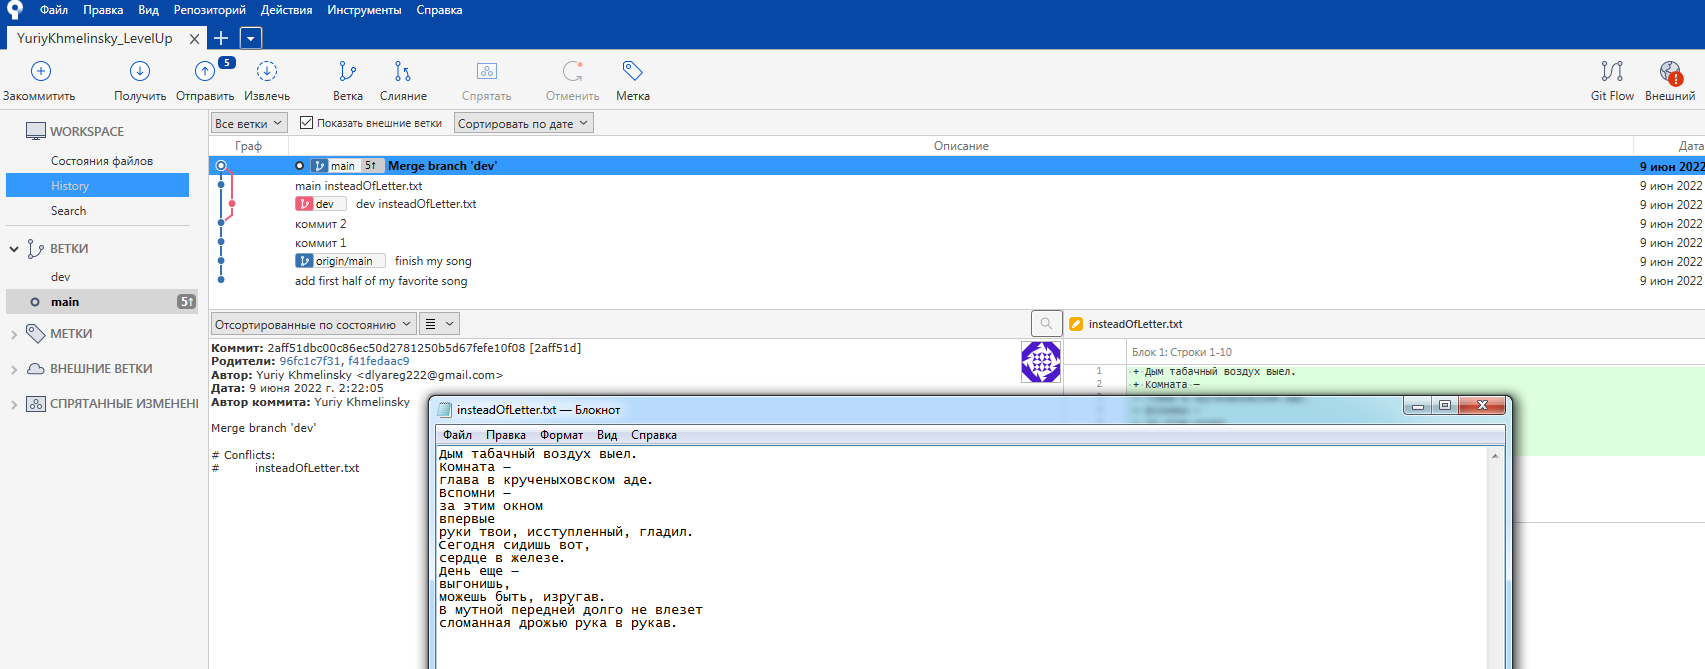 Файл Правка Вид Репозиторий Действия Инструменты Справка
YuriyKhmelinsky_LevelUp
5
Закоммитить Получить Отправить Извлечь Ветка Слияние Спрятать Отменить Метка Git Flow Внешний
WORKSPACE
Состояния файлов
History
Search
ВЕТКИ
dev
main 5↑
МЕТКИ
ВНЕШНИЕ ВЕТКИ
СПРЯТАННЫЕ ИЗМЕНЕНИ
Все ветки Показать внешние ветки Сортировать по дате
Граф Описание Дата
main 5↑ Merge branch 'dev' 9 июн 2022
main insteadOfLetter.txt 9 июн 2022
dev dev insteadOfLetter.txt 9 июн 2022
коммит 2 9 июн 2022
коммит 1 9 июн 2022
origin/main finish my song 9 июн 2022
add first half of my favorite song 9 июн 2022
Отсортированные по состоянию
Коммит: 2aff51dbc00c86ec50d2781250b5d67fefe10f08 [2aff51d]
Родители: 96fc1c7f31, f41fedaac9
Автор: Yuriy Khmelinsky <dlyareg222@gmail.com>
Дата: 9 июня 2022 г. 2:22:05
Автор коммита: Yuriy Khmelinsky
Merge branch 'dev'
# Conflicts:
# insteadOfLetter.txt
insteadOfLetter.txt
Блок 1: Строки 1-10
1 + Дым табачный воздух выел.
2 + Комната —
insteadOfLetter.txt — Блокнот
Файл Правка Формат Вид Справка
Дым табачный воздух выел.
Комната —
глава в крученыховском аде.
Вспомни —
за этим окном
впервые
руки твои, исступленный, гладил.
Сегодня сидишь вот,
сердце в железе.
День еще —
выгонишь,
можешь быть, изругав.
В мутной передней долго не влезет
сломанная дрожью рука в рукав.